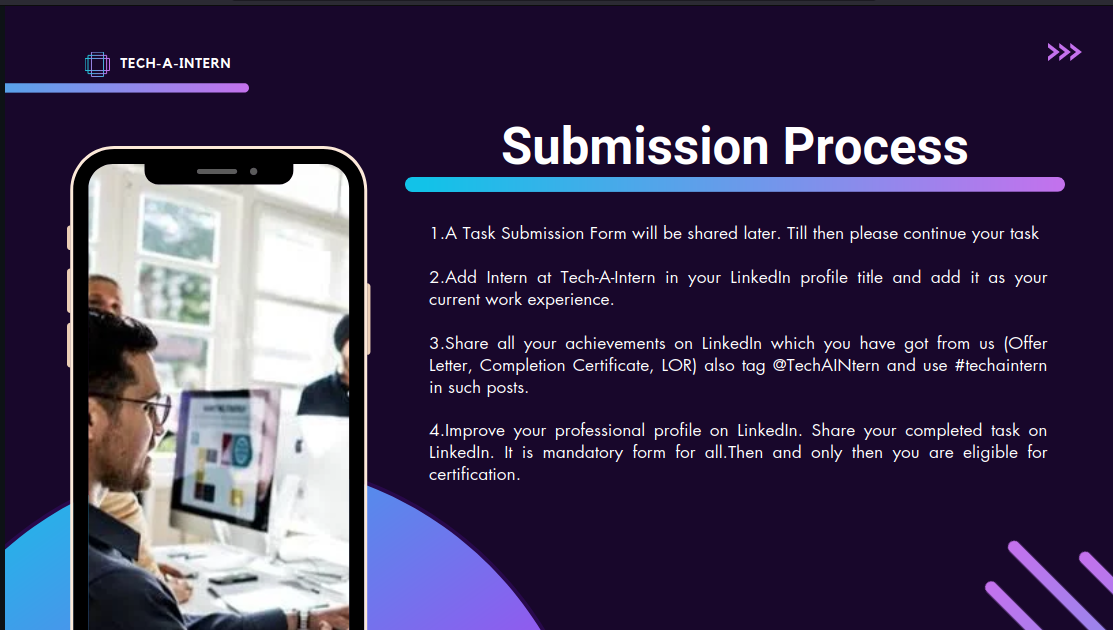 TECH-A-INTERN
Submission Process
1.A Task Submission Form will be shared later. Till then please continue your task
2.Add Intern at Tech-A-Intern in your LinkedIn profile title and add it as your
current work experience.
3.Share all your achievements on LinkedIn which you have got from us (Offer
Letter, Completion Certificate, LOR) also tag @TechAINtern and use #techaintern
in such posts.
4.Improve your professional profile on LinkedIn. Share your completed task on
LinkedIn. It is mandatory form for all.Then and only then you are eligible for
certification.